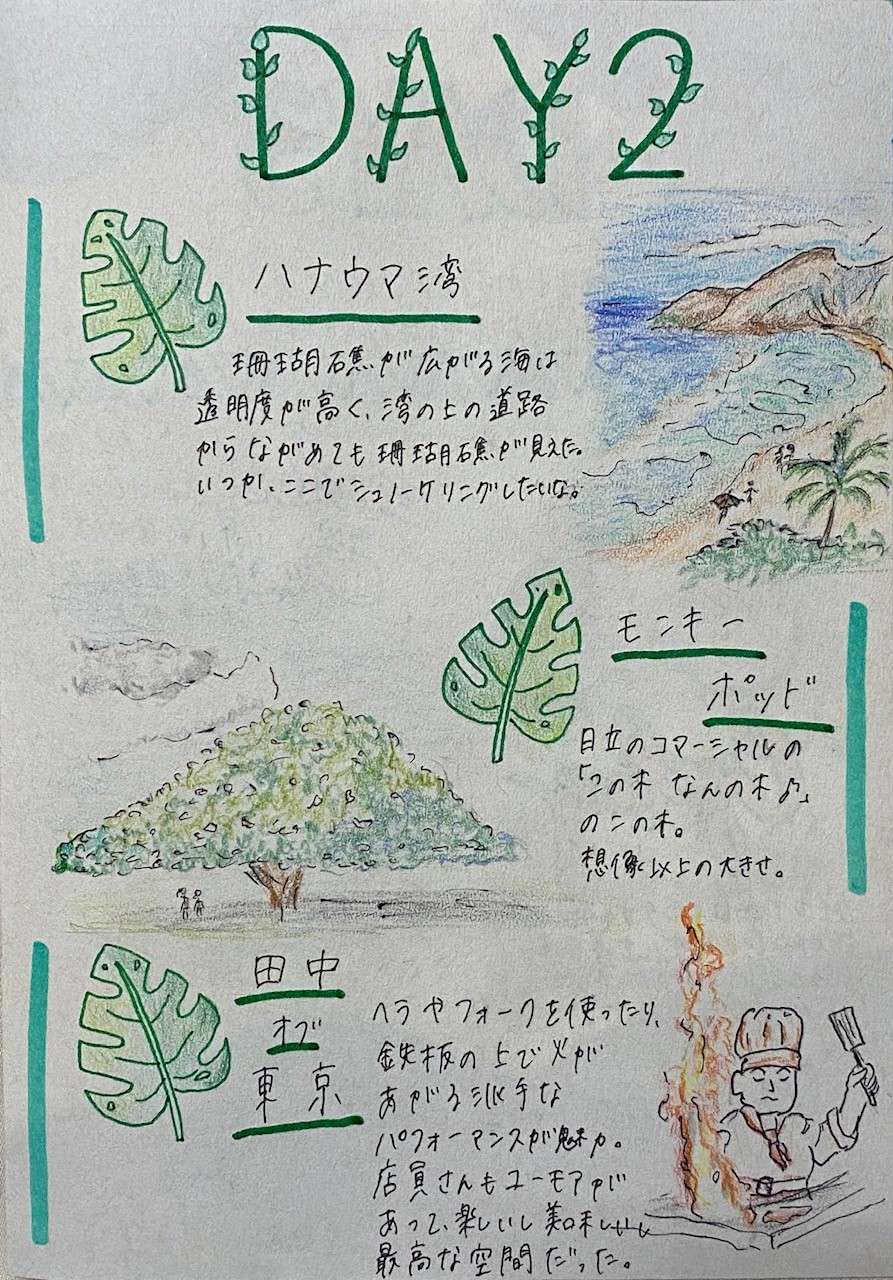 DAY2
ハナウマ湾
珊瑚礁が広がる海は
透明度が高く、湾の上の道路
からながめても珊瑚礁が見えた。
いつか、ここでシュノーケリングしたいな。
モンキー
ポッド
日立のコマーシャルの
「この木 なんの木♪」
のこの木。
想像以上の大きさ。
田中
オブ
東京
ヘラやフォークを使ったり、
鉄板の上で火が
あがる派手な
パフォーマンスが魅力。
店員さんもユーモアが
あって、楽しいし美味しいし
最高な空間だった。